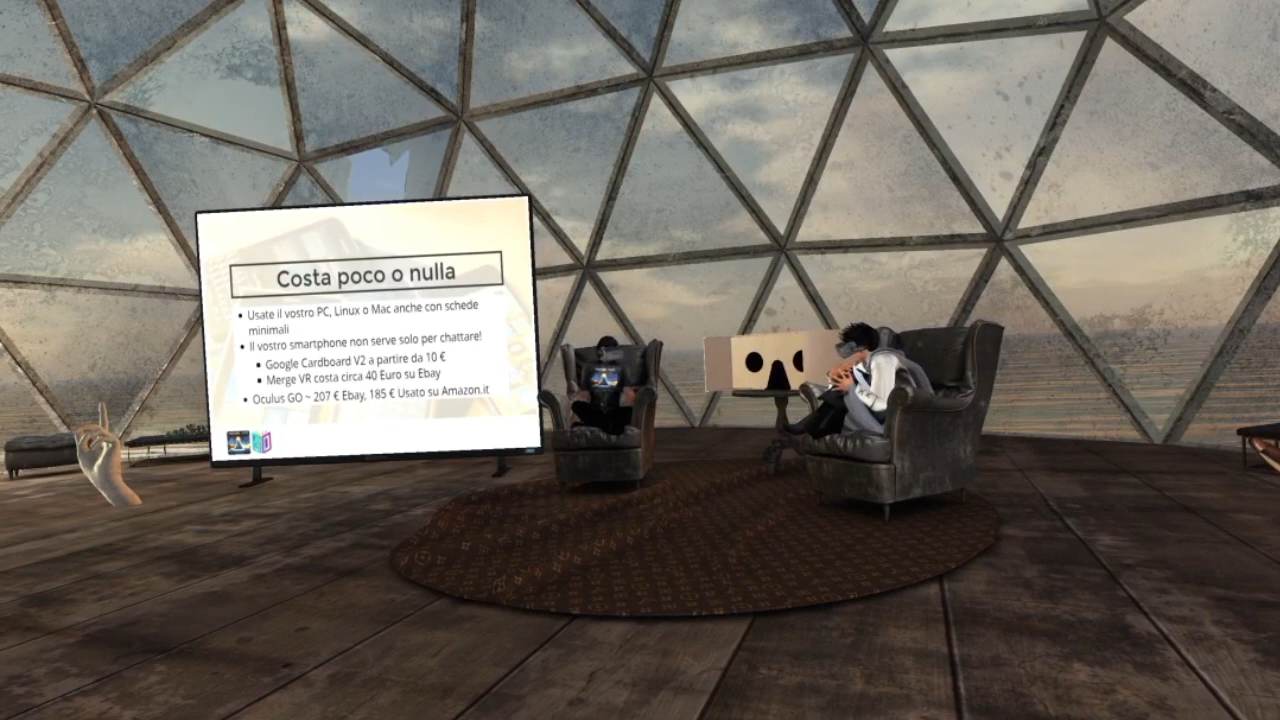 Costa poco o nulla
• Usate il vostro PC, Linux o Mac anche con schede
minimali
• Il vostro smartphone non serve solo per chattare!
▪ Google Cardboard V2 a partire da 10 €
▪ Merge VR costa circa 40 Euro su Ebay
• Oculus GO ~ 207 € Ebay, 185 € Usato su Amazon.it